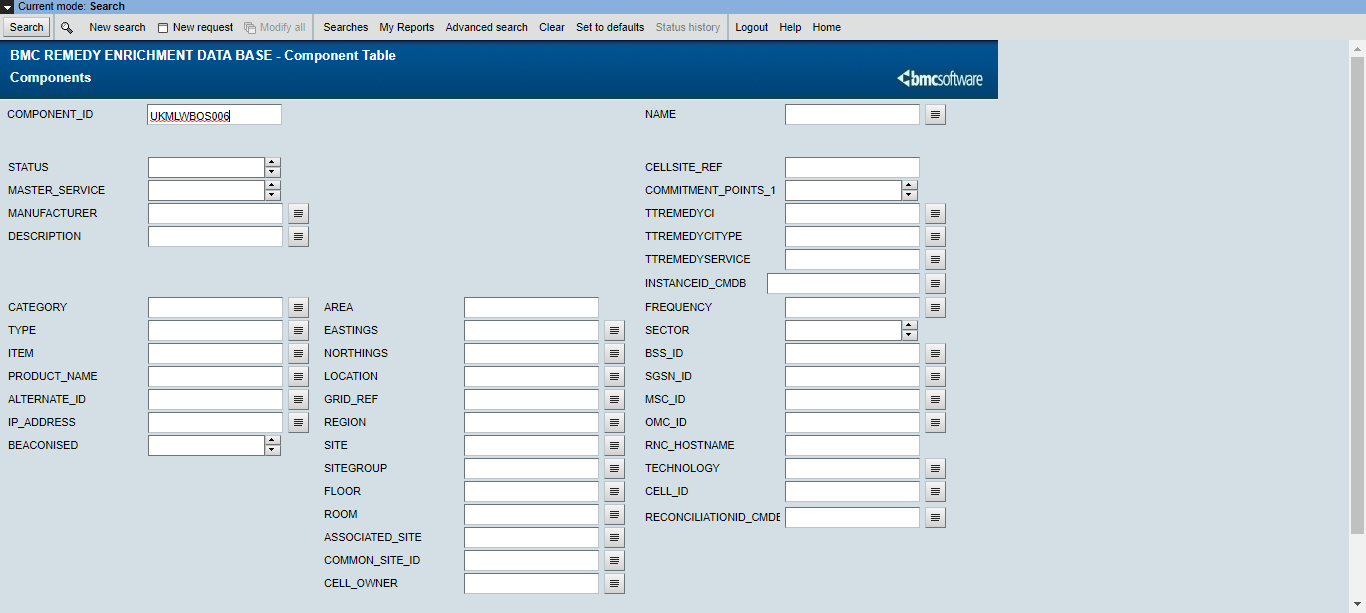 Current mode: Search
Search New search New request Modify all Searches My Reports Advanced search Clear Set to defaults Status history Logout Help Home
BMC REMEDY ENRICHMENT DATA BASE - Component Table
Components
bmcsoftware
COMPONENT_ID UKMLWBOS006 NAME
STATUS CELLSITE_REF
MASTER_SERVICE COMMITMENT_POINTS_1
MANUFACTURER TTREMEDYCI
DESCRIPTION TTREMEDYCITYPE
TTREMEDYSERVICE
INSTANCEID_CMDB
CATEGORY AREA FREQUENCY
TYPE EASTINGS SECTOR
ITEM NORTHINGS BSS_ID
PRODUCT_NAME LOCATION SGSN_ID
ALTERNATE_ID GRID_REF MSC_ID
IP_ADDRESS REGION OMC_ID
BEACONISED SITE RNC_HOSTNAME
SITEGROUP TECHNOLOGY
FLOOR CELL_ID
ROOM RECONCILIATIONID_CMDB
ASSOCIATED_SITE
COMMON_SITE_ID
CELL_OWNER